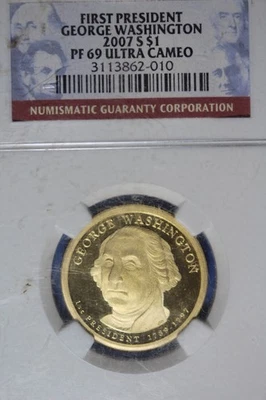 FIRST PRESIDENT
GEORGE WASHINGTON
2007 S $1
PF 69 ULTRA CAMEO
3113862-010
NUMISMATIC GUARANTY CORPORATION
GEORGE WASHINGTON
1st PRESIDENT 1789-1797